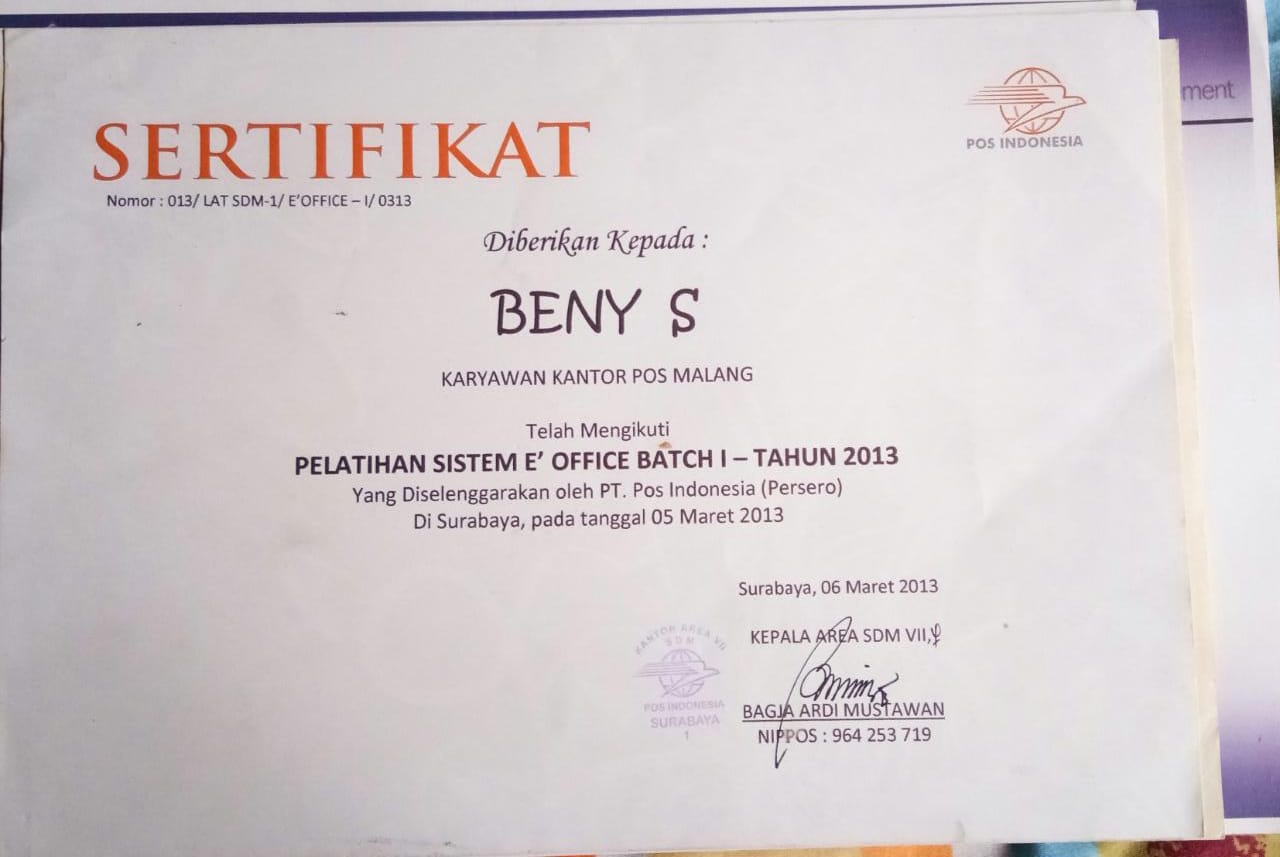 ment
POS INDONESIA
SERTIFIKAT
Nomor : 013/ LAT SDM-1/ E'OFFICE – I/ 0313
Diberikan Kepada :
BENY S
KARYAWAN KANTOR POS MALANG
Telah Mengikuti
PELATIHAN SISTEM E' OFFICE BATCH I – TAHUN 2013
Yang Diselenggarakan oleh PT. Pos Indonesia (Persero)
Di Surabaya, pada tanggal 05 Maret 2013
Surabaya, 06 Maret 2013
KEPALA AREA SDM VII,
BAGJA ARDI MUSTAWAN
NIPPOS : 964 253 719
KANTOR AREA VII
SDM
POS INDONESIA
SURABAYA
1